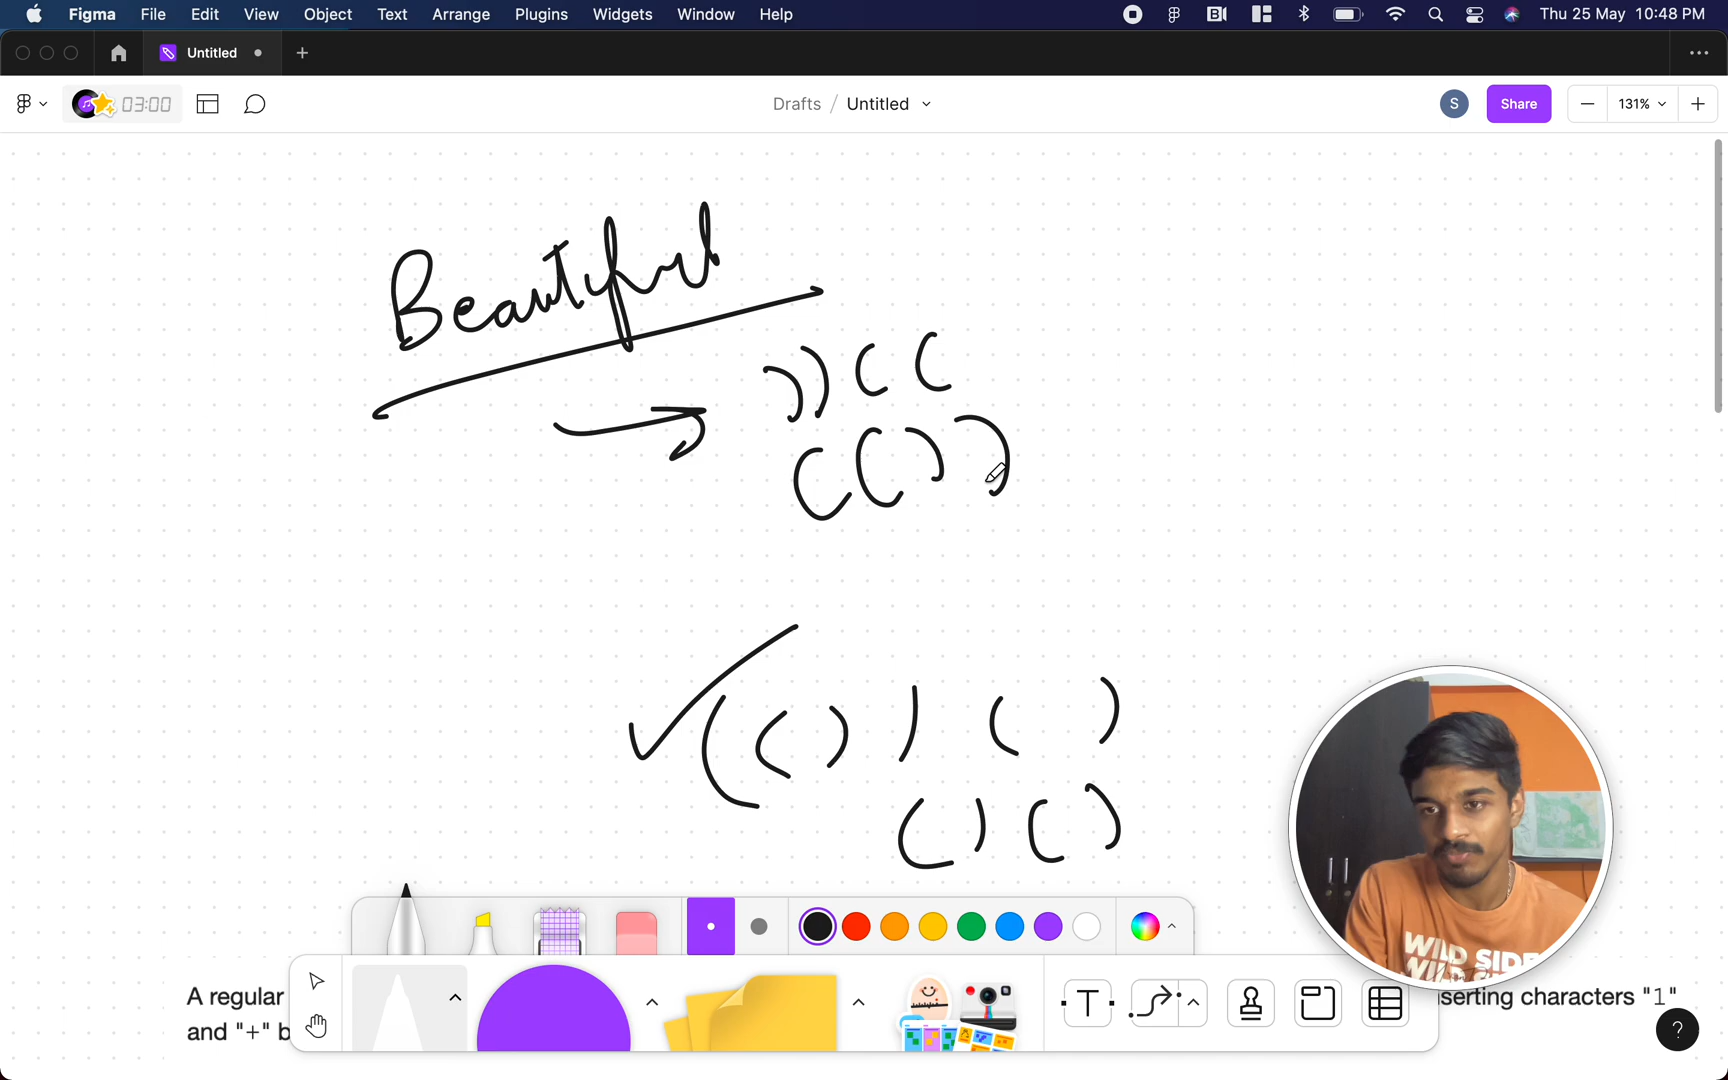 Figma File Edit View Object Text Arrange Plugins Widgets Window Help Thu 25 May 10:48 PM
Untitled
03:00 Drafts / Untitled S Share 131%
Beautiful
))((
(())
(())()
()()
A regular
serting characters "1"
and "+" b
T
?
WILD SIDE